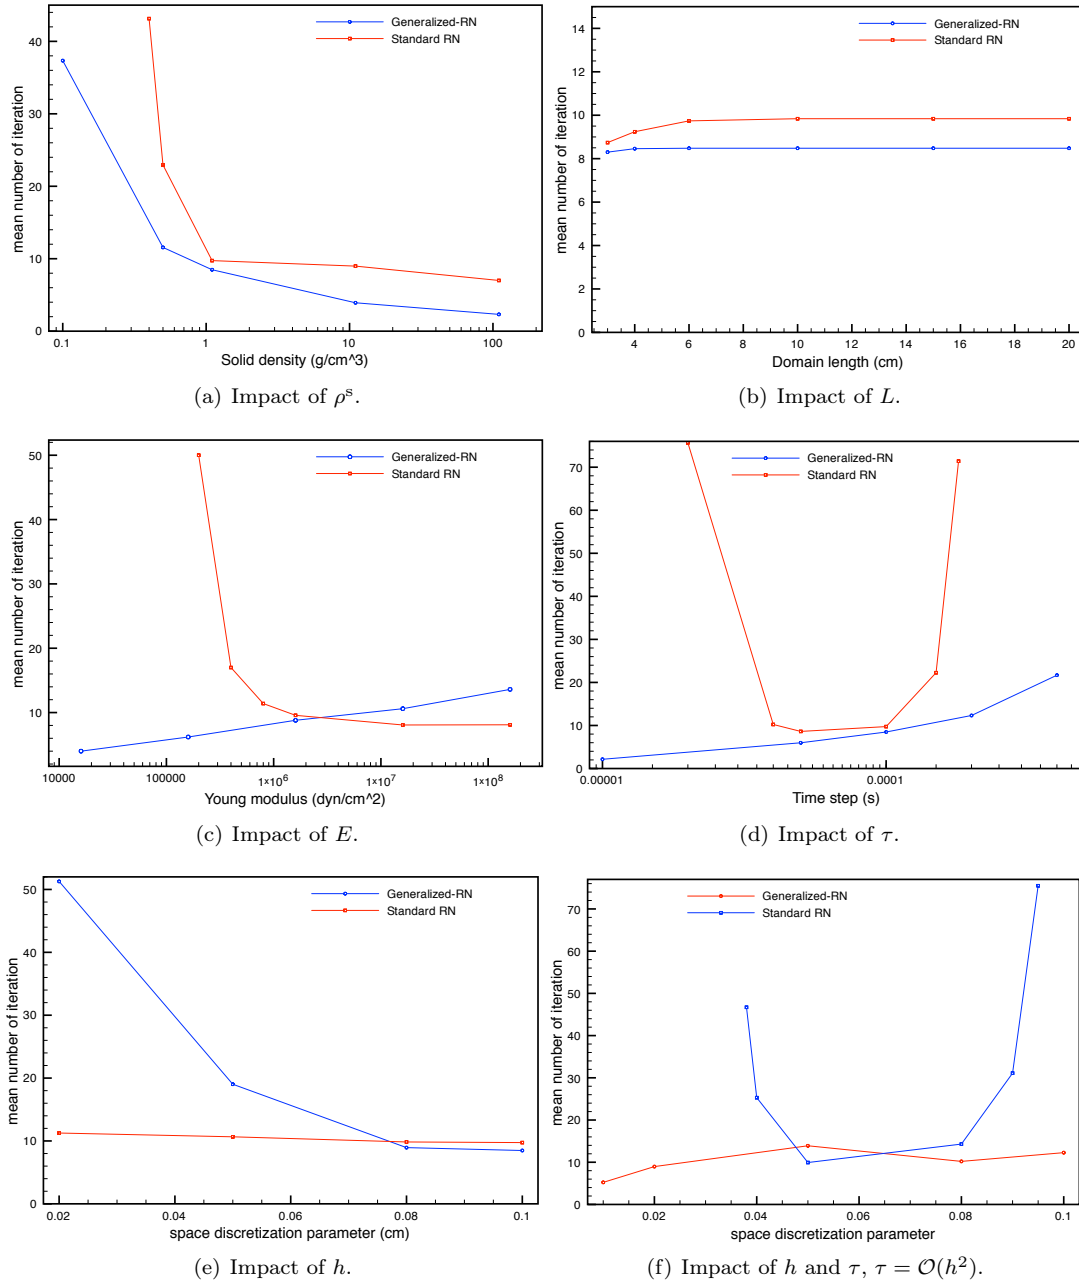 Generalized-RN
Standard RN
mean number of iteration
40
30
20
10
0
0.1
1
10
100
Solid density (g/cm^3)
(a) Impact of ρˢ.
Generalized-RN
Standard RN
mean number of iteration
14
12
10
8
6
4
2
0
4
6
8
10
12
14
16
18
20
Domain length (cm)
(b) Impact of L.
Generalized-RN
Standard RN
mean number of iteration
50
40
30
20
10
10000
100000
1×10⁶
1×10⁷
1×10⁸
Young modulus (dyn/cm^2)
(c) Impact of E.
Generalized-RN
Standard RN
mean number of iteration
70
60
50
40
30
20
10
0
0.00001
0.0001
Time step (s)
(d) Impact of τ.
Generalized-RN
Standard RN
mean number of iteration
50
40
30
20
10
0
0.02
0.04
0.06
0.08
0.1
space discretization parameter (cm)
(e) Impact of h.
Generalized-RN
Standard RN
mean number of iteration
70
60
50
40
30
20
10
0
0.02
0.04
0.06
0.08
0.1
space discretization parameter
(f) Impact of h and τ, τ = O(h²).